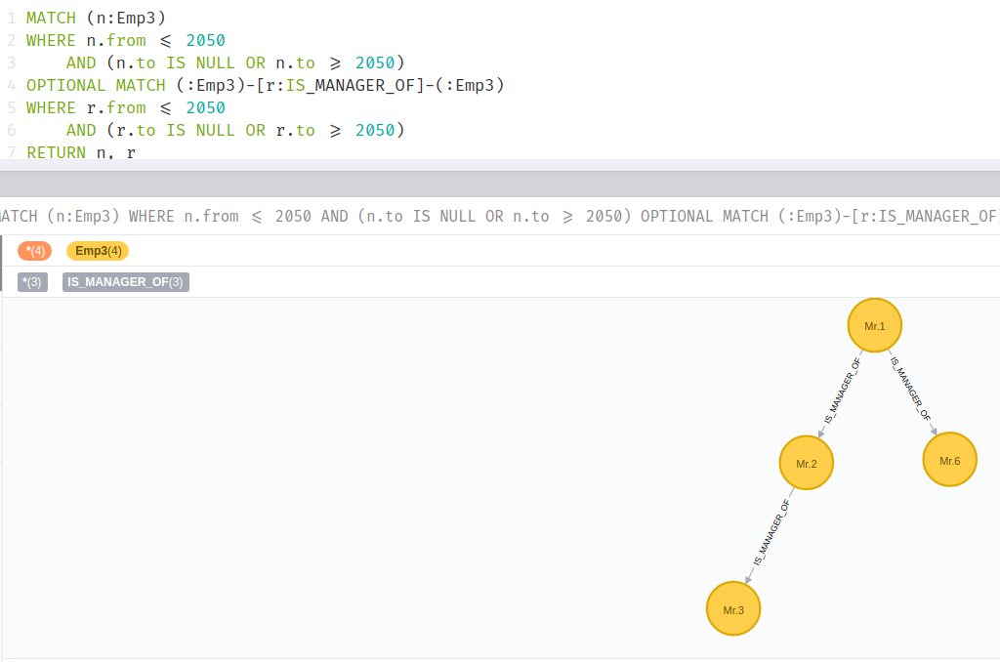 1 MATCH (n:Emp3)
2 WHERE n.from ⩽ 2050
3 AND (n.to IS NULL OR n.to ⩾ 2050)
4 OPTIONAL MATCH (:Emp3)-[r:IS_MANAGER_OF]-(:Emp3)
5 WHERE r.from ⩽ 2050
6 AND (r.to IS NULL OR r.to ⩾ 2050)
7 RETURN n, r
MATCH (n:Emp3) WHERE n.from ⩽ 2050 AND (n.to IS NULL OR n.to ⩾ 2050) OPTIONAL MATCH (:Emp3)-[r:IS_MANAGER_OF]
*(4) Emp3(4)
*(3) IS_MANAGER_OF(3)
Mr.1
IS_MANAGER_OF
IS_MANAGER_OF
Mr.2
Mr.6
IS_MANAGER_OF
Mr.3